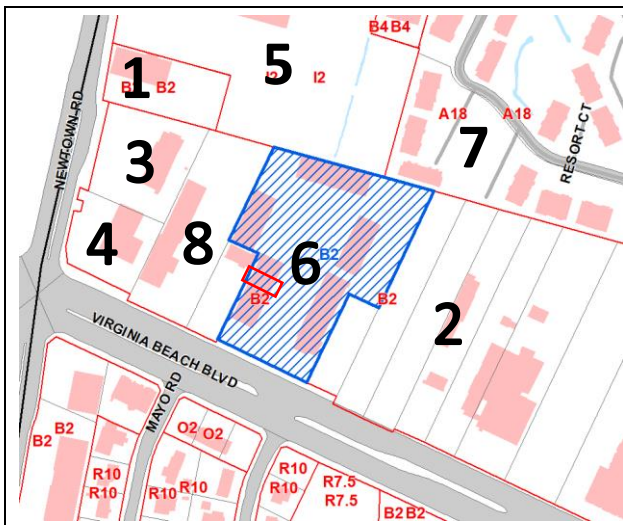 B4 B4
1
B2
5
I2
A18
A18
7
NEWTOWN RD
3
RESORT CT
4
8
6
B2
B2
B2
2
VIRGINIA BEACH BLVD
MAYO RD
O2 O2
B2 B2
R10
R10
R10 R10
R10
R10
R7.5
R7.5
B2 B2